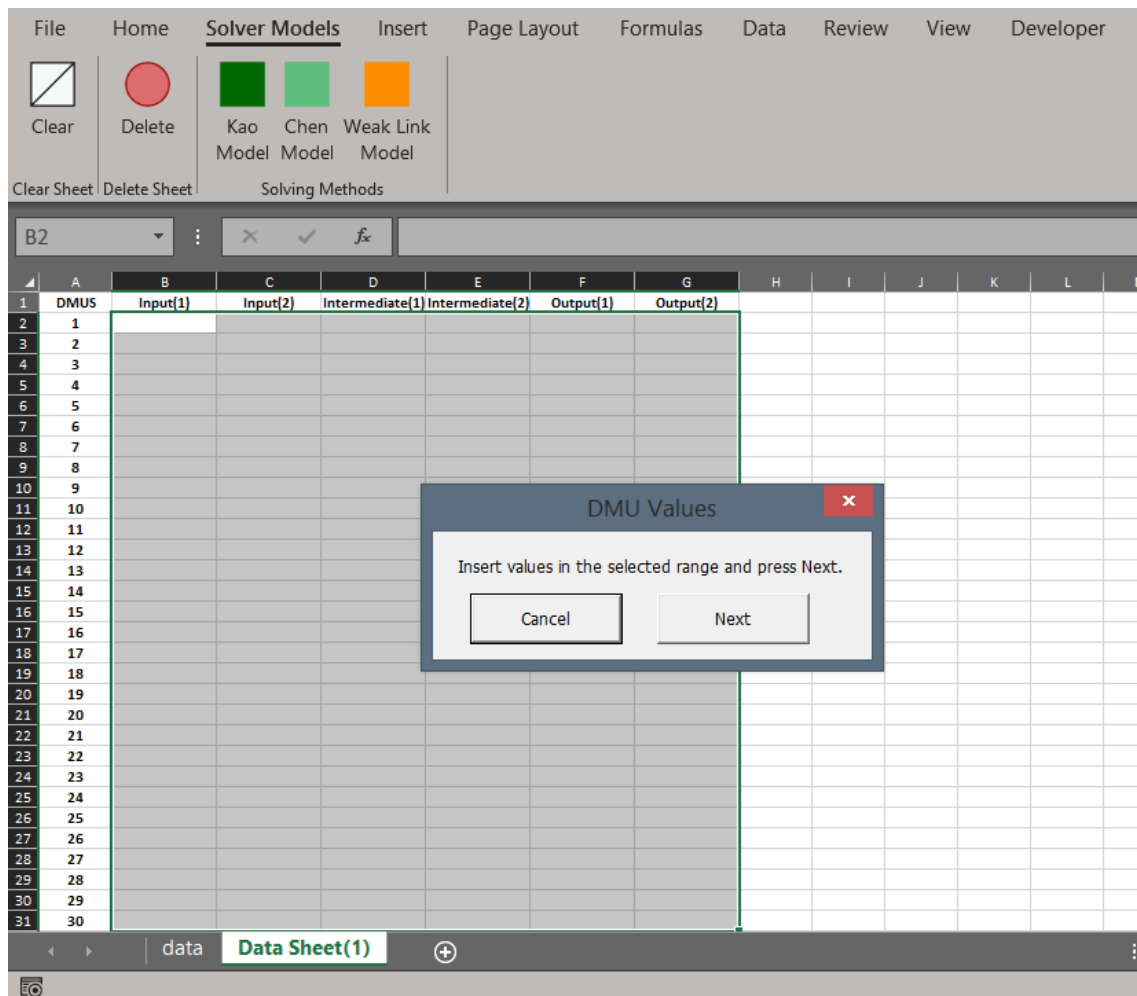 File Home Solver Models Insert Page Layout Formulas Data Review View Developer
Clear Delete Kao Chen Weak Link
Model Model Model
Clear Sheet Delete Sheet Solving Methods
B2 fx
A B C D E F G H I J K L
1 DMUS Input(1) Input(2) Intermediate(1) Intermediate(2) Output(1) Output(2)
2 1
3 2
4 3
5 4
6 5
7 6
8 7
9 8
10 9
11 10
12 11
13 12
14 13
15 14
16 15
17 16
18 17
19 18
20 19
21 20
22 21
23 22
24 23
25 24
26 25
27 26
28 27
29 28
30 29
31 30
DMU Values
Insert values in the selected range and press Next.
Cancel Next
data Data Sheet(1)